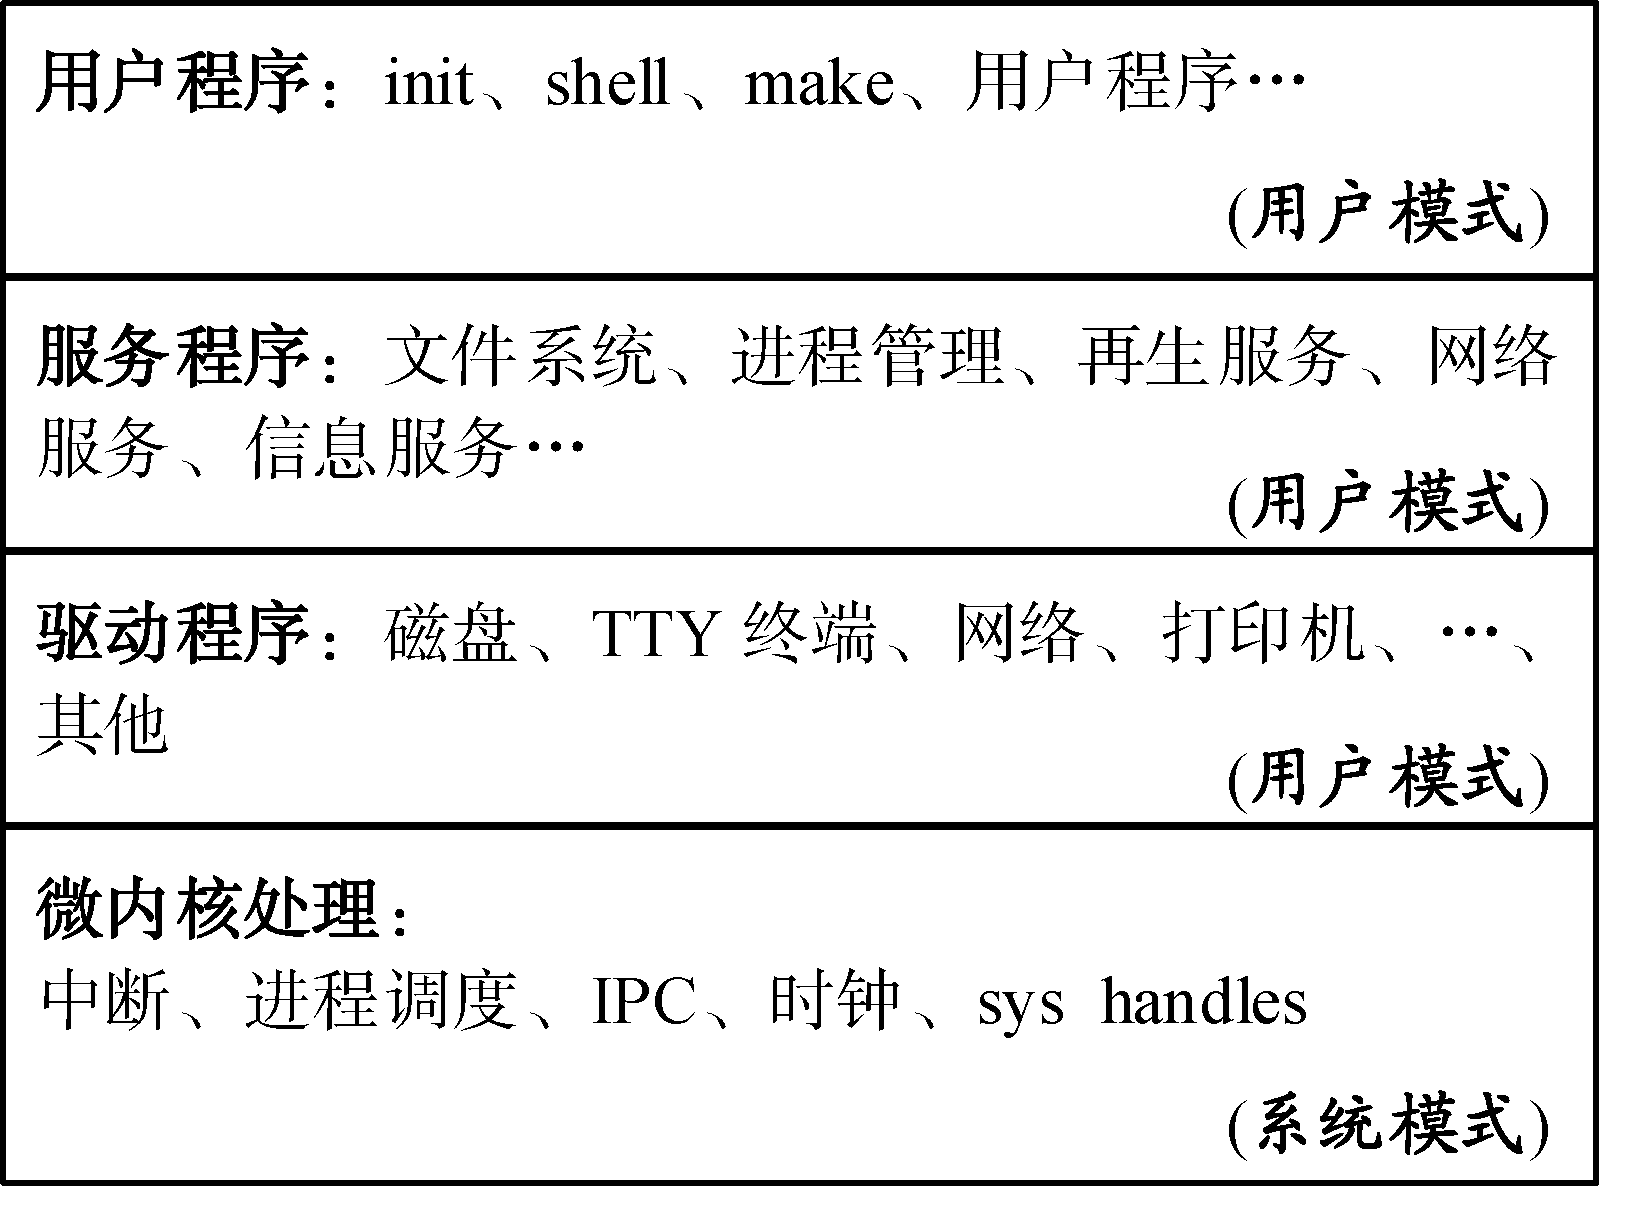 用户程序：init、shell、make、用户程序…
(用户模式)
服务程序：文件系统、进程管理、再生服务、网络
服务、信息服务…
(用户模式)
驱动程序：磁盘、TTY 终端、网络、打印机、…、
其他
(用户模式)
微内核处理：
中断、进程调度、IPC、时钟、sys handles
(系统模式)